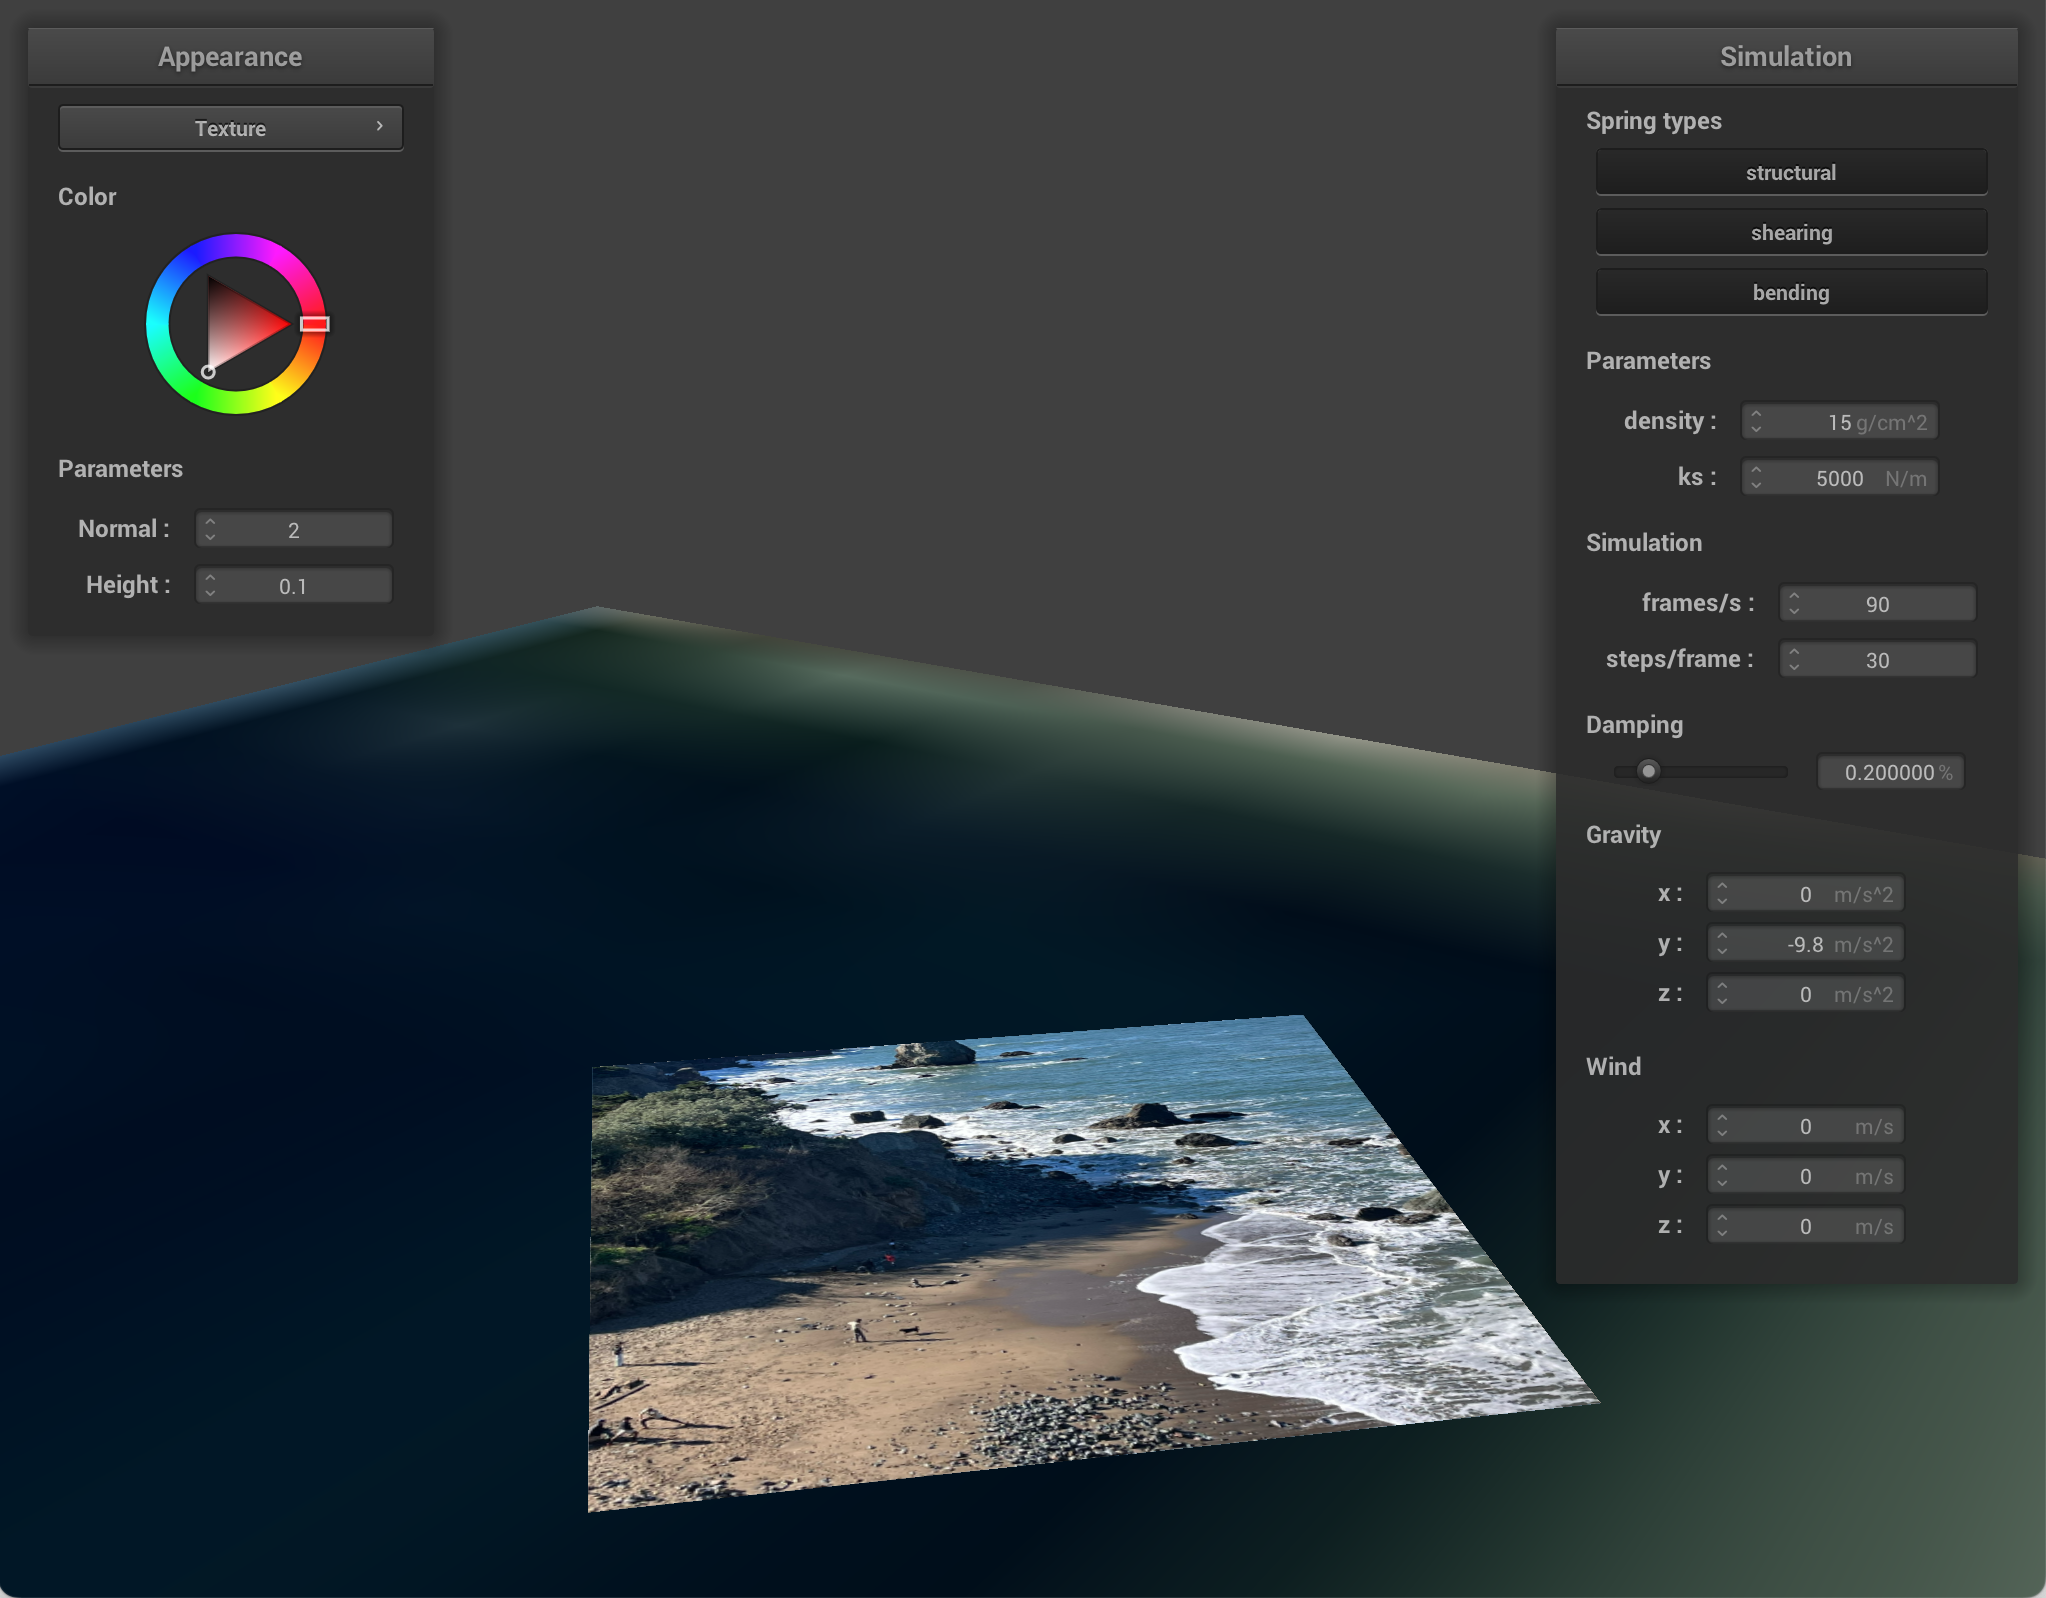 Appearance
Texture
Color
Parameters
Normal : 2
Height : 0.1
Simulation
Spring types
structural
shearing
bending
Parameters
density : 15 g/cm^2
ks : 5000 N/m
Simulation
frames/s : 90
steps/frame : 30
Damping
0.200000 %
Gravity
x : 0 m/s^2
y : -9.8 m/s^2
z : 0 m/s^2
Wind
x : 0 m/s
y : 0 m/s
z : 0 m/s